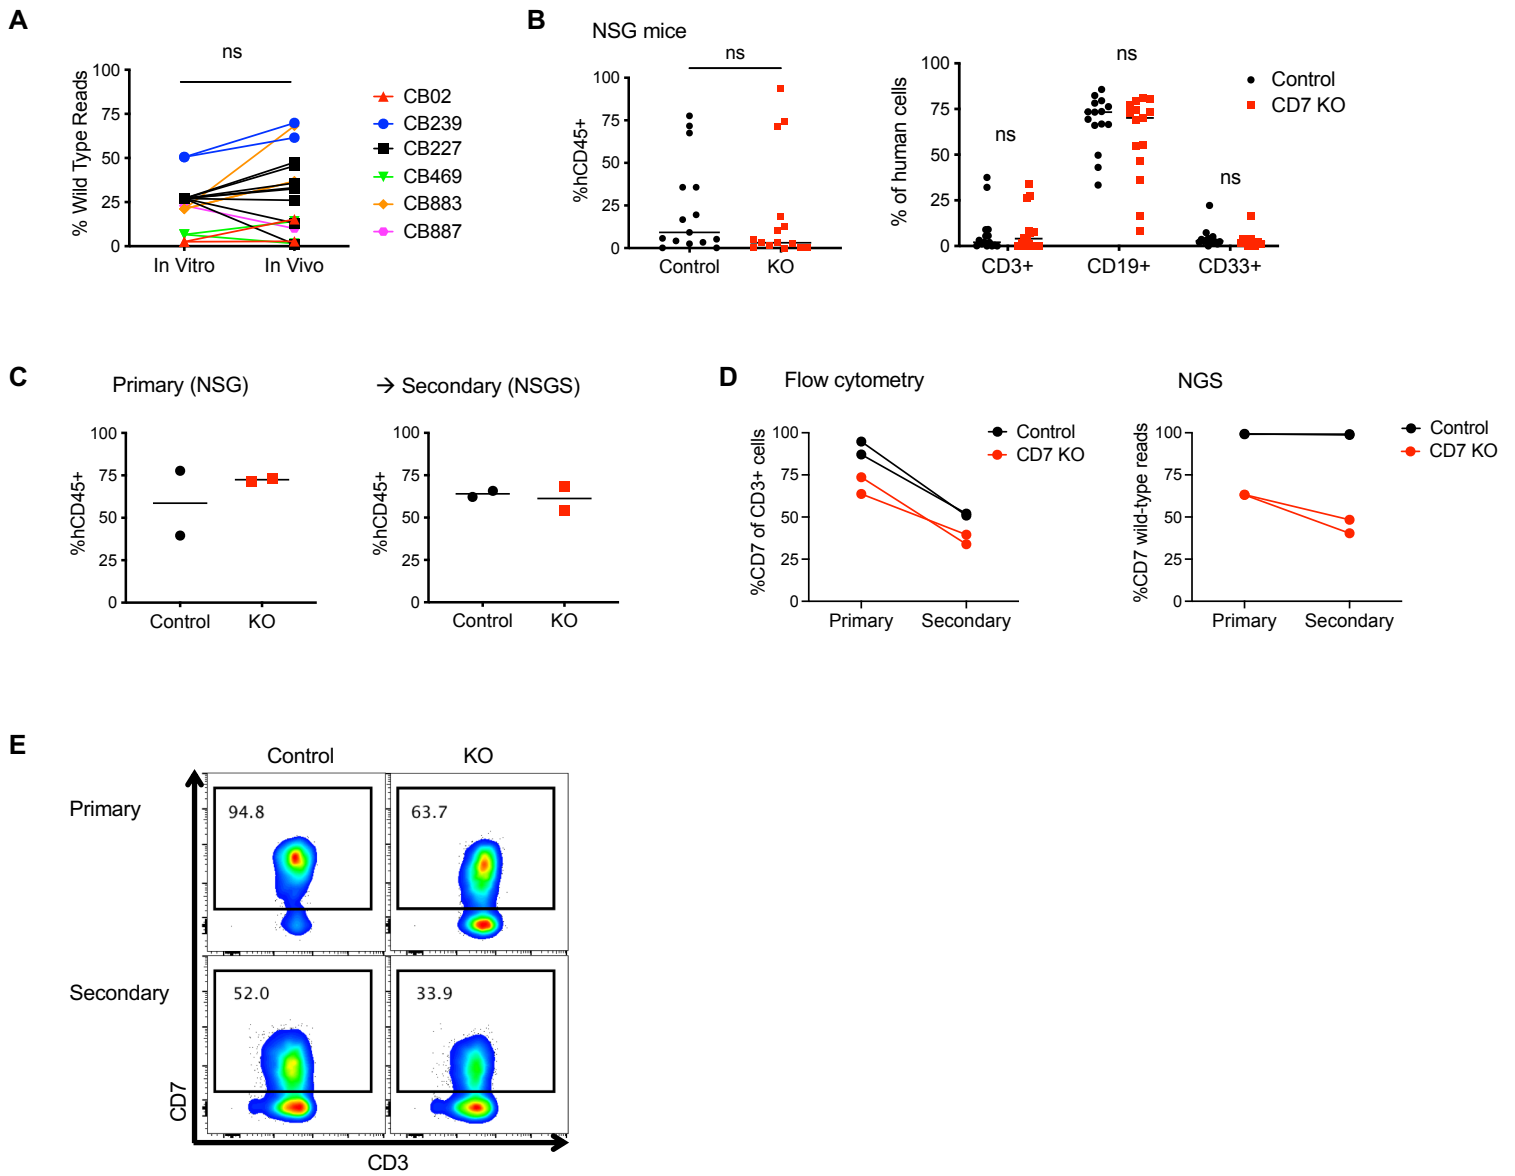 A
ns
% Wild Type Reads
100
75
50
25
0
In Vitro
In Vivo
CB02
CB239
CB227
CB469
CB883
CB887
B
NSG mice
ns
%hCD45+
100
75
50
25
0
Control
KO
% of human cells
100
75
50
25
0
ns
ns
ns
CD3+
CD19+
CD33+
Control
CD7 KO
C
Primary (NSG)
%hCD45+
100
75
50
25
0
Control
KO
→ Secondary (NSGS)
%hCD45+
100
75
50
25
0
Control
KO
D
Flow cytometry
%CD7 of CD3+ cells
100
75
50
25
0
Primary
Secondary
Control
CD7 KO
NGS
%CD7 wild-type reads
100
75
50
25
0
Primary
Secondary
Control
CD7 KO
E
Control
KO
Primary
94.8
63.7
Secondary
52.0
33.9
CD7
CD3